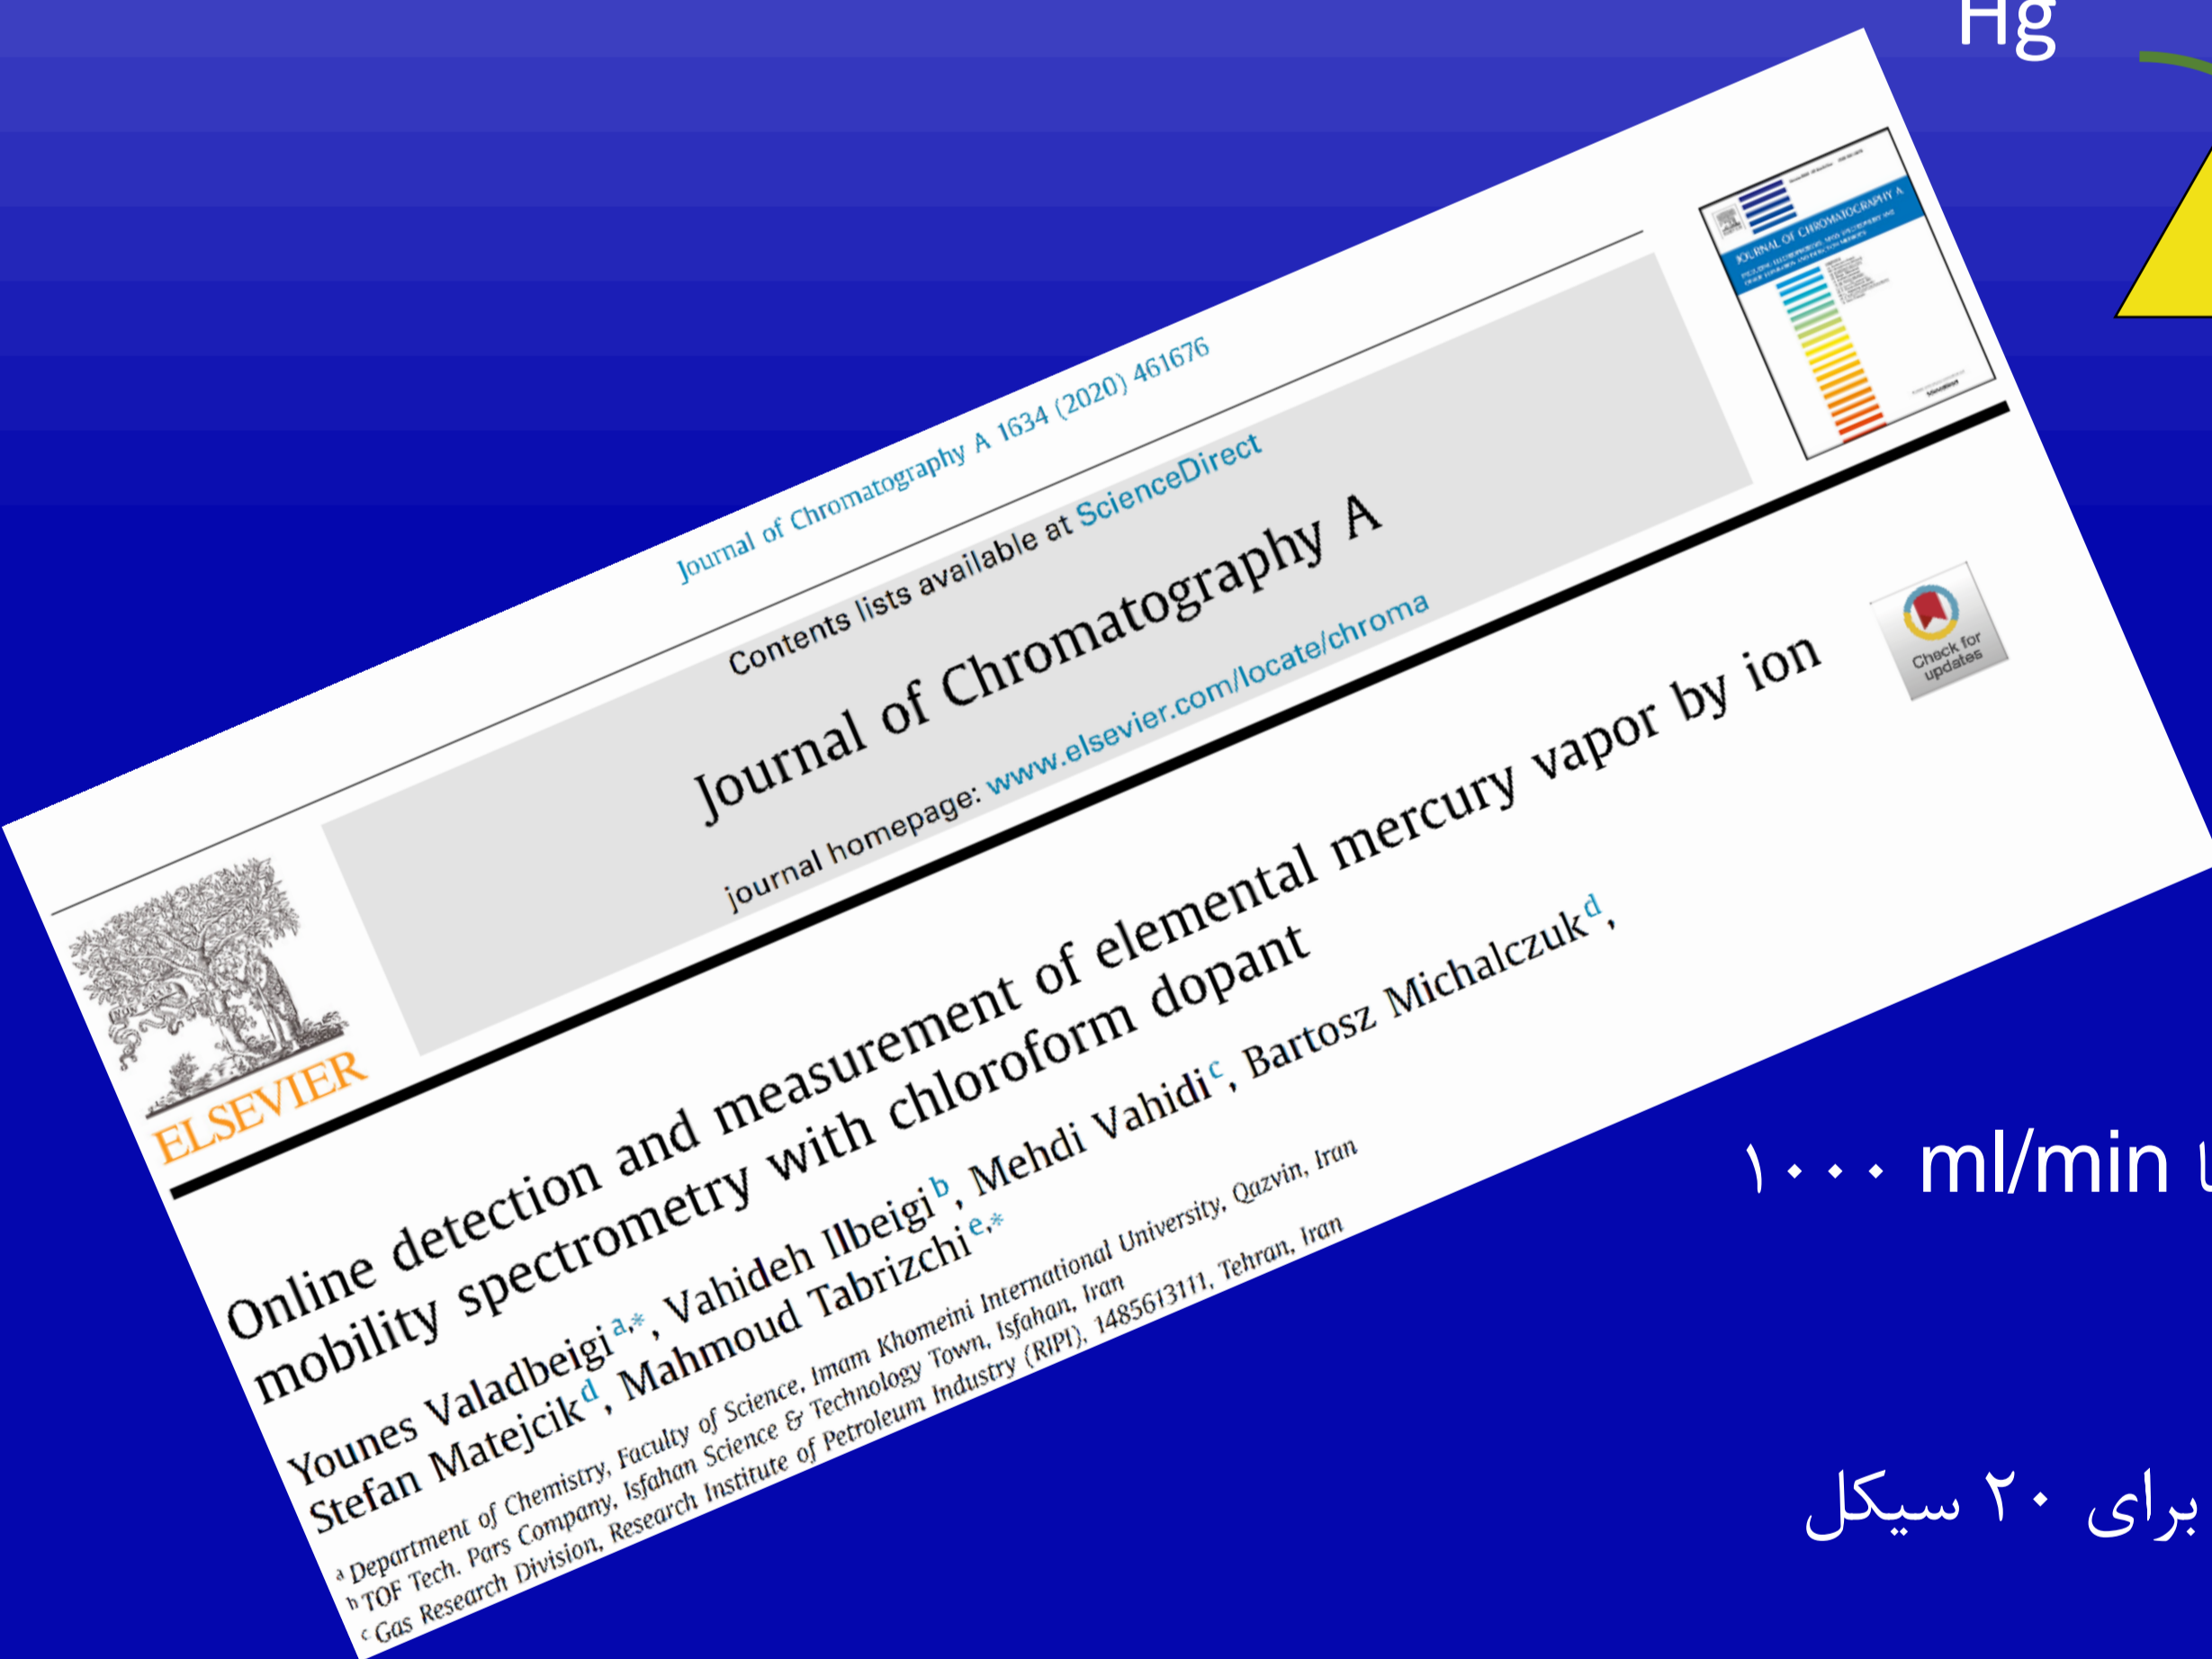 Hg
Journal of Chromatography A 1634 (2020) 461676
Contents lists available at ScienceDirect
Journal of Chromatography A
journal homepage: www.elsevier.com/locate/chroma
JOURNAL OF CHROMATOGRAPHY A
ELSEVIER
Check for
updates
Online detection and measurement of elemental mercury vapor by ion
mobility spectrometry with chloroform dopant
Younes Valadbeigi a,*, Vahideh Ilbeigi b, Mehdi Vahidi c, Bartosz Michalczuk d,
Stefan Matejcik d, Mahmoud Tabrizchi e,*
a Department of Chemistry, Faculty of Science, Imam Khomeini International University, Qazvin, Iran
b TOF Tech. Pars Company, Isfahan Science & Technology Town, Isfahan, Iran
c Gas Research Division, Research Institute of Petroleum Industry (RIPI), 1485613111, Tehran, Iran
تا ml/min ۱۰۰۰
برای ۲۰ سیکل